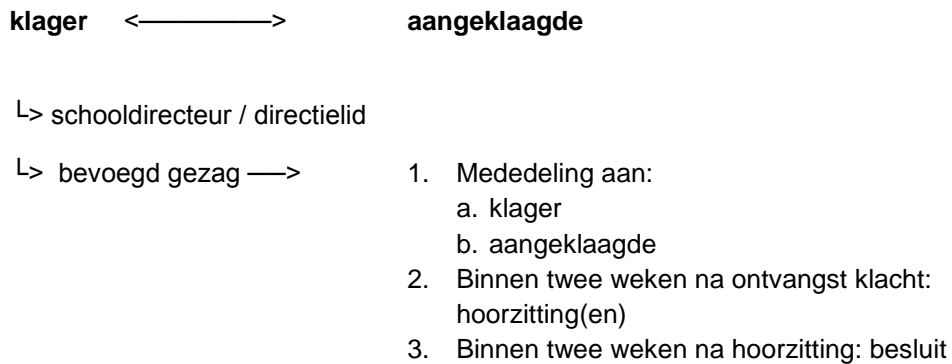 klager <————> aangeklaagde
└> schooldirecteur / directielid
└> bevoegd gezag —–> 1. Mededeling aan:
a. klager
b. aangeklaagde
2. Binnen twee weken na ontvangst klacht:
hoorzitting(en)
3. Binnen twee weken na hoorzitting: besluit